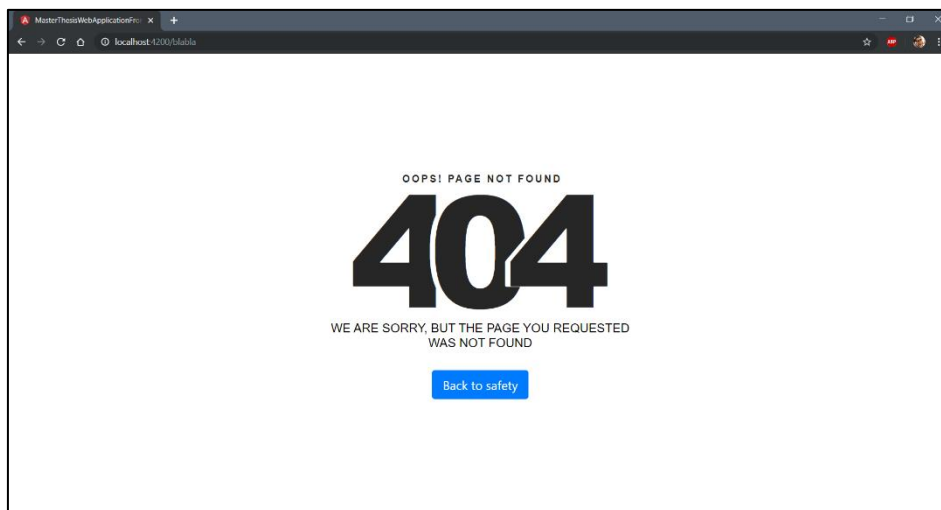 MasterThesisWebApplicationFro
localhost:4200/blabla
ABP
OOPS! PAGE NOT FOUND
404
WE ARE SORRY, BUT THE PAGE YOU REQUESTED
WAS NOT FOUND
Back to safety